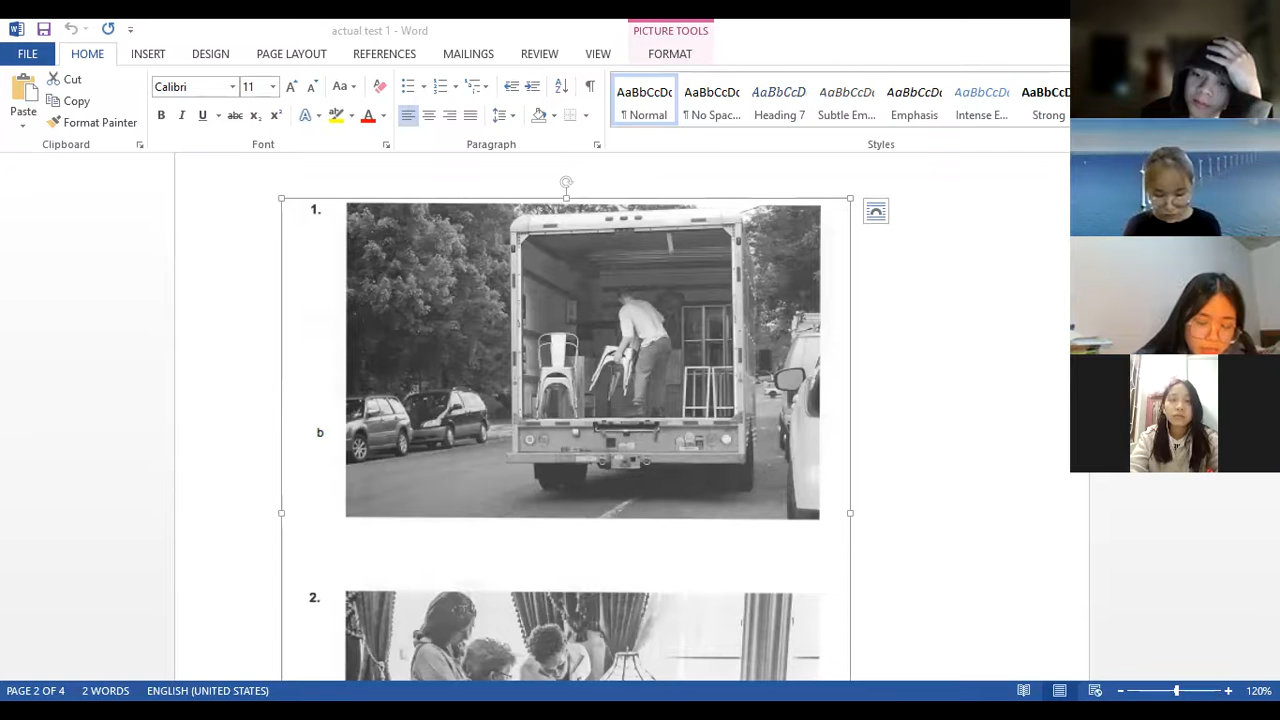 actual test 1 - Word
PICTURE TOOLS
FILE HOME INSERT DESIGN PAGE LAYOUT REFERENCES MAILINGS REVIEW VIEW FORMAT
Paste
Cut
Copy
Format Painter
Calibri 11
AaBbCcDc AaBbCcDc AaBbCcD AaBbCcDc AaBbCcDc AaBbCcDc AaBbCcDc
¶ Normal ¶ No Spac... Heading 7 Subtle Em... Emphasis Intense E... Strong
Clipboard Font Paragraph Styles
1.
b
2.
PAGE 2 OF 4 2 WORDS ENGLISH (UNITED STATES) 120%